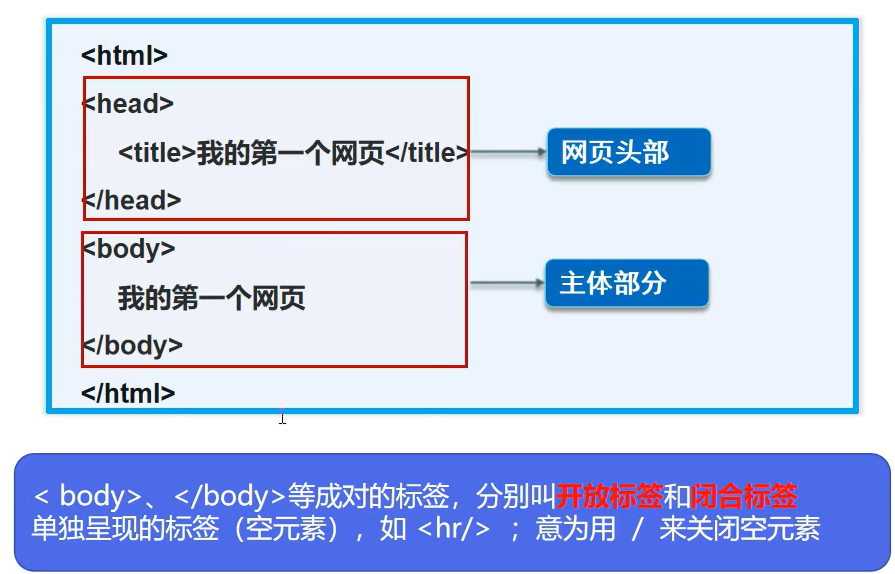 <html>
<head>
<title>我的第一个网页</title>
网页头部
</head>
<body>
我的第一个网页
主体部分
</body>
</html>
< body>、</body>等成对的标签，分别叫开放标签和闭合标签
单独呈现的标签（空元素），如 <hr/> ；意为用 / 来关闭空元素